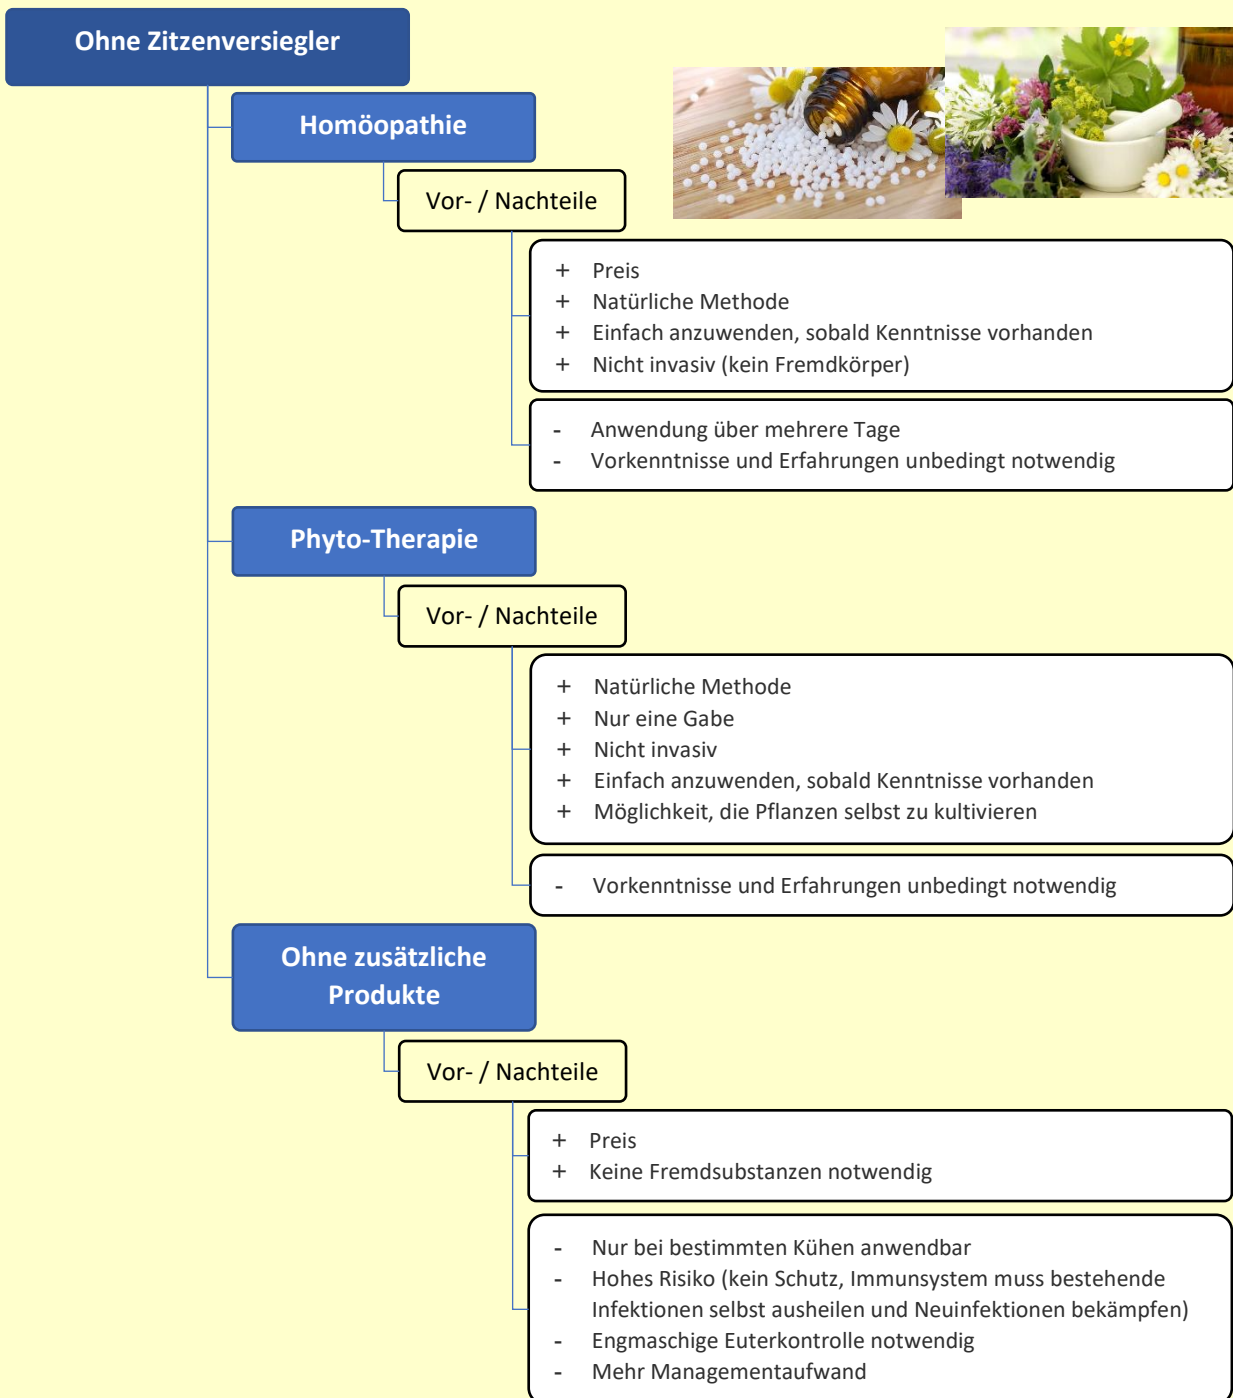 Ohne Zitzenversiegler
Homöopathie
Vor- / Nachteile
+ Preis
+ Natürliche Methode
+ Einfach anzuwenden, sobald Kenntnisse vorhanden
+ Nicht invasiv (kein Fremdkörper)
- Anwendung über mehrere Tage
- Vorkenntnisse und Erfahrungen unbedingt notwendig
Phyto-Therapie
Vor- / Nachteile
+ Natürliche Methode
+ Nur eine Gabe
+ Nicht invasiv
+ Einfach anzuwenden, sobald Kenntnisse vorhanden
+ Möglichkeit, die Pflanzen selbst zu kultivieren
- Vorkenntnisse und Erfahrungen unbedingt notwendig
Ohne zusätzliche
Produkte
Vor- / Nachteile
+ Preis
+ Keine Fremdsubstanzen notwendig
- Nur bei bestimmten Kühen anwendbar
- Hohes Risiko (kein Schutz, Immunsystem muss bestehende
Infektionen selbst ausheilen und Neuinfektionen bekämpfen)
- Engmaschige Euterkontrolle notwendig
- Mehr Managementaufwand